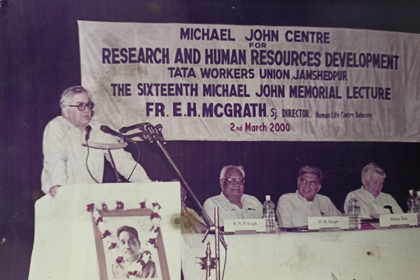 MICHAEL JOHN CENTRE
FOR
RESEARCH AND HUMAN RESOURCES DEVELOPMENT
TATA WORKERS UNION, JAMSHEDPUR
THE SIXTEENTH MICHAEL JOHN MEMORIAL LECTURE
FR. E.H. MCGRATH, Sj. DIRECTOR, Human Life Centre
2nd March 2000